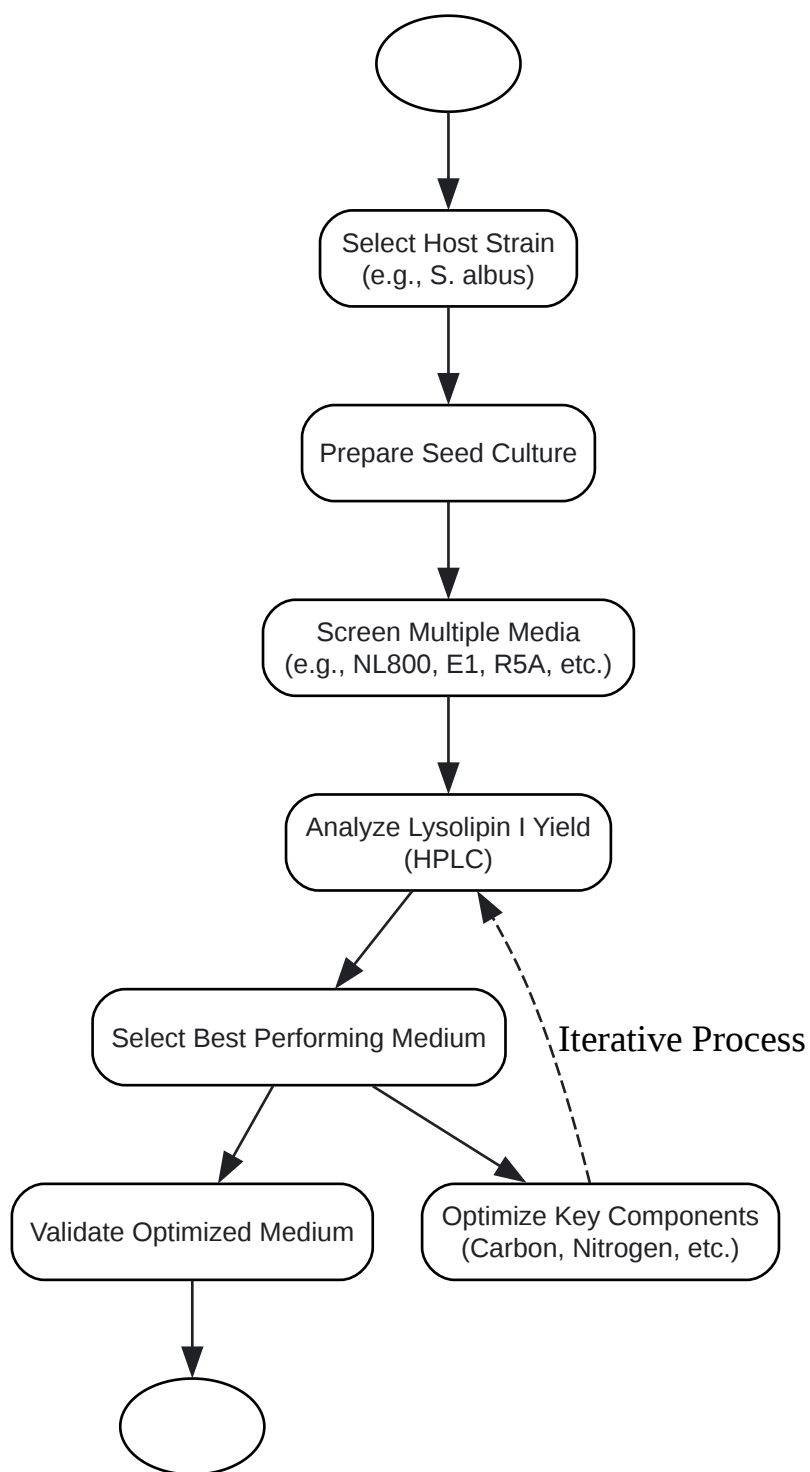 Select Host Strain
(e.g., S. albus)
Prepare Seed Culture
Screen Multiple Media
(e.g., NL800, E1, R5A, etc.)
Analyze Lysolipin I Yield
(HPLC)
Select Best Performing Medium
Iterative Process
Validate Optimized Medium
Optimize Key Components
(Carbon, Nitrogen, etc.)